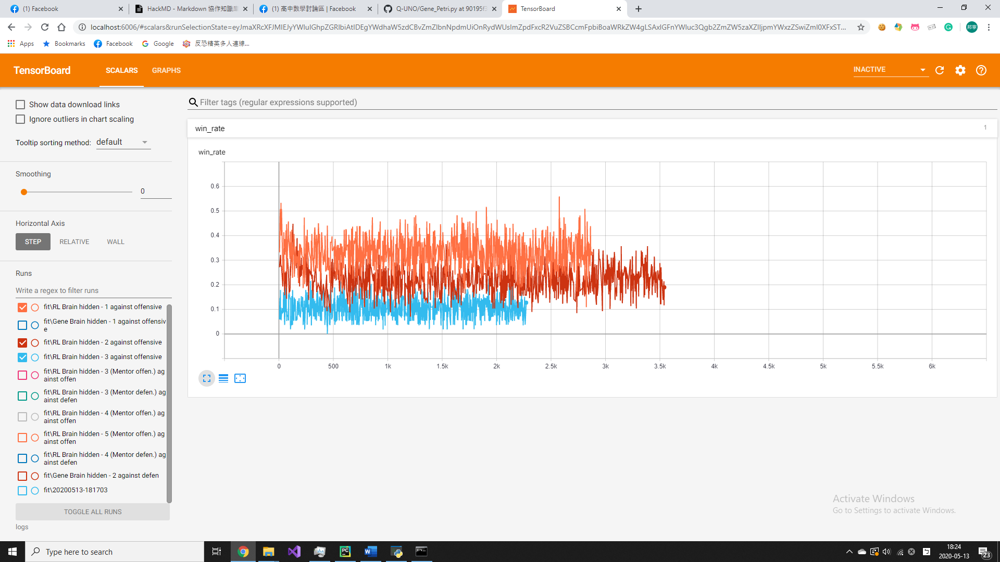 (1) Facebook
HackMD - Markdown 協作知識庫
(1) 高中數學討論區 | Facebook
Q-UNO/Gene_Petri.py at 90195f
TensorBoard
Apps
Bookmarks
Facebook
Google
反恐精英多人連線...
邦寧
TensorBoard
SCALARS
GRAPHS
INACTIVE
Show data download links
Ignore outliers in chart scaling
Tooltip sorting method:
default
Smoothing
0
Horizontal Axis
STEP
RELATIVE
WALL
Runs
Write a regex to filter runs
fit\RL Brain hidden - 1 against offensive
fit\Gene Brain hidden - 1 against offensiv
e
fit\RL Brain hidden - 2 against offensive
fit\RL Brain hidden - 3 against offensive
fit\RL Brain hidden - 3 (Mentor offen.) ag
ainst offen
fit\RL Brain hidden - 3 (Mentor defen.) ag
ainst defen
fit\RL Brain hidden - 4 (Mentor offen.) ag
ainst offen
fit\RL Brain hidden - 5 (Mentor offen.) ag
ainst offen
fit\RL Brain hidden - 4 (Mentor defen.) ag
ainst defen
fit\Gene Brain hidden - 2 against defen
fit\20200513-181703
TOGGLE ALL RUNS
logs
Filter tags (regular expressions supported)
win_rate
1
win_rate
0.6
0.5
0.4
0.3
0.2
0.1
0
0
500
1k
1.5k
2k
2.5k
3k
3.5k
4k
4.5k
5k
5.5k
6k
Activate Windows
Go to Settings to activate Windows.
Type here to search
18:24
2020-05-13
23